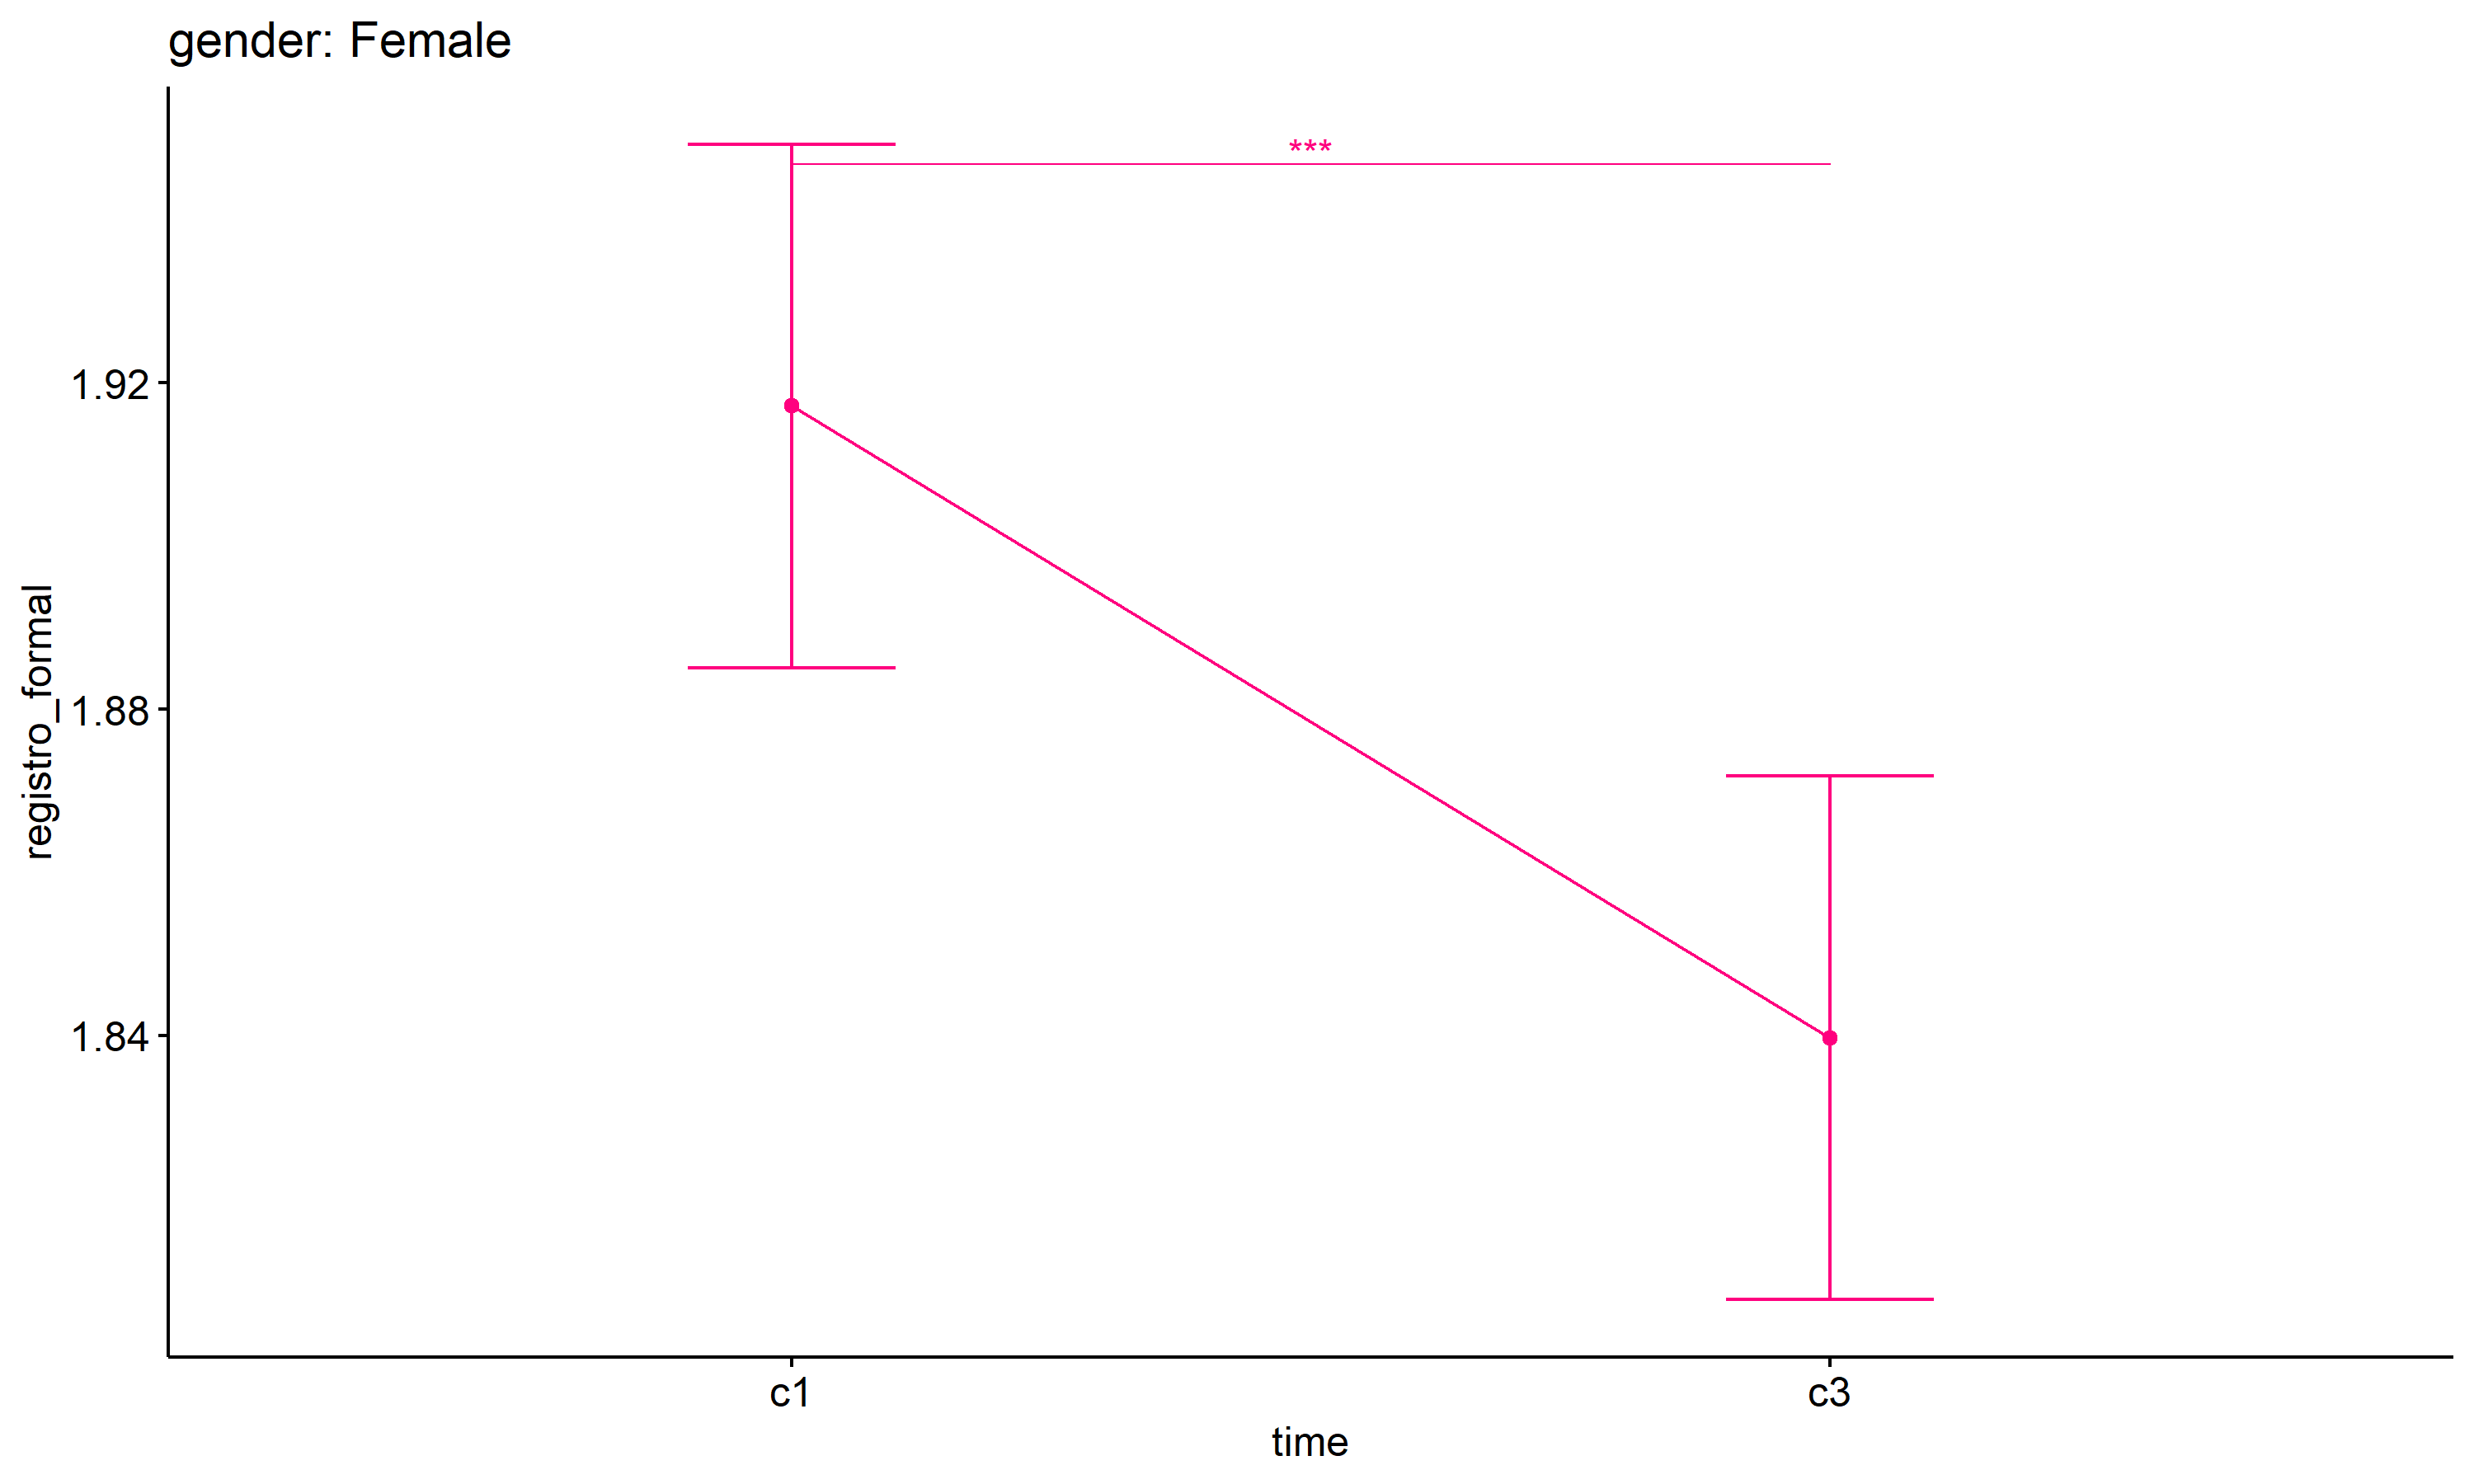 gender: Female
***
1.92
1.88
1.84
registro_formal
c1
c3
time